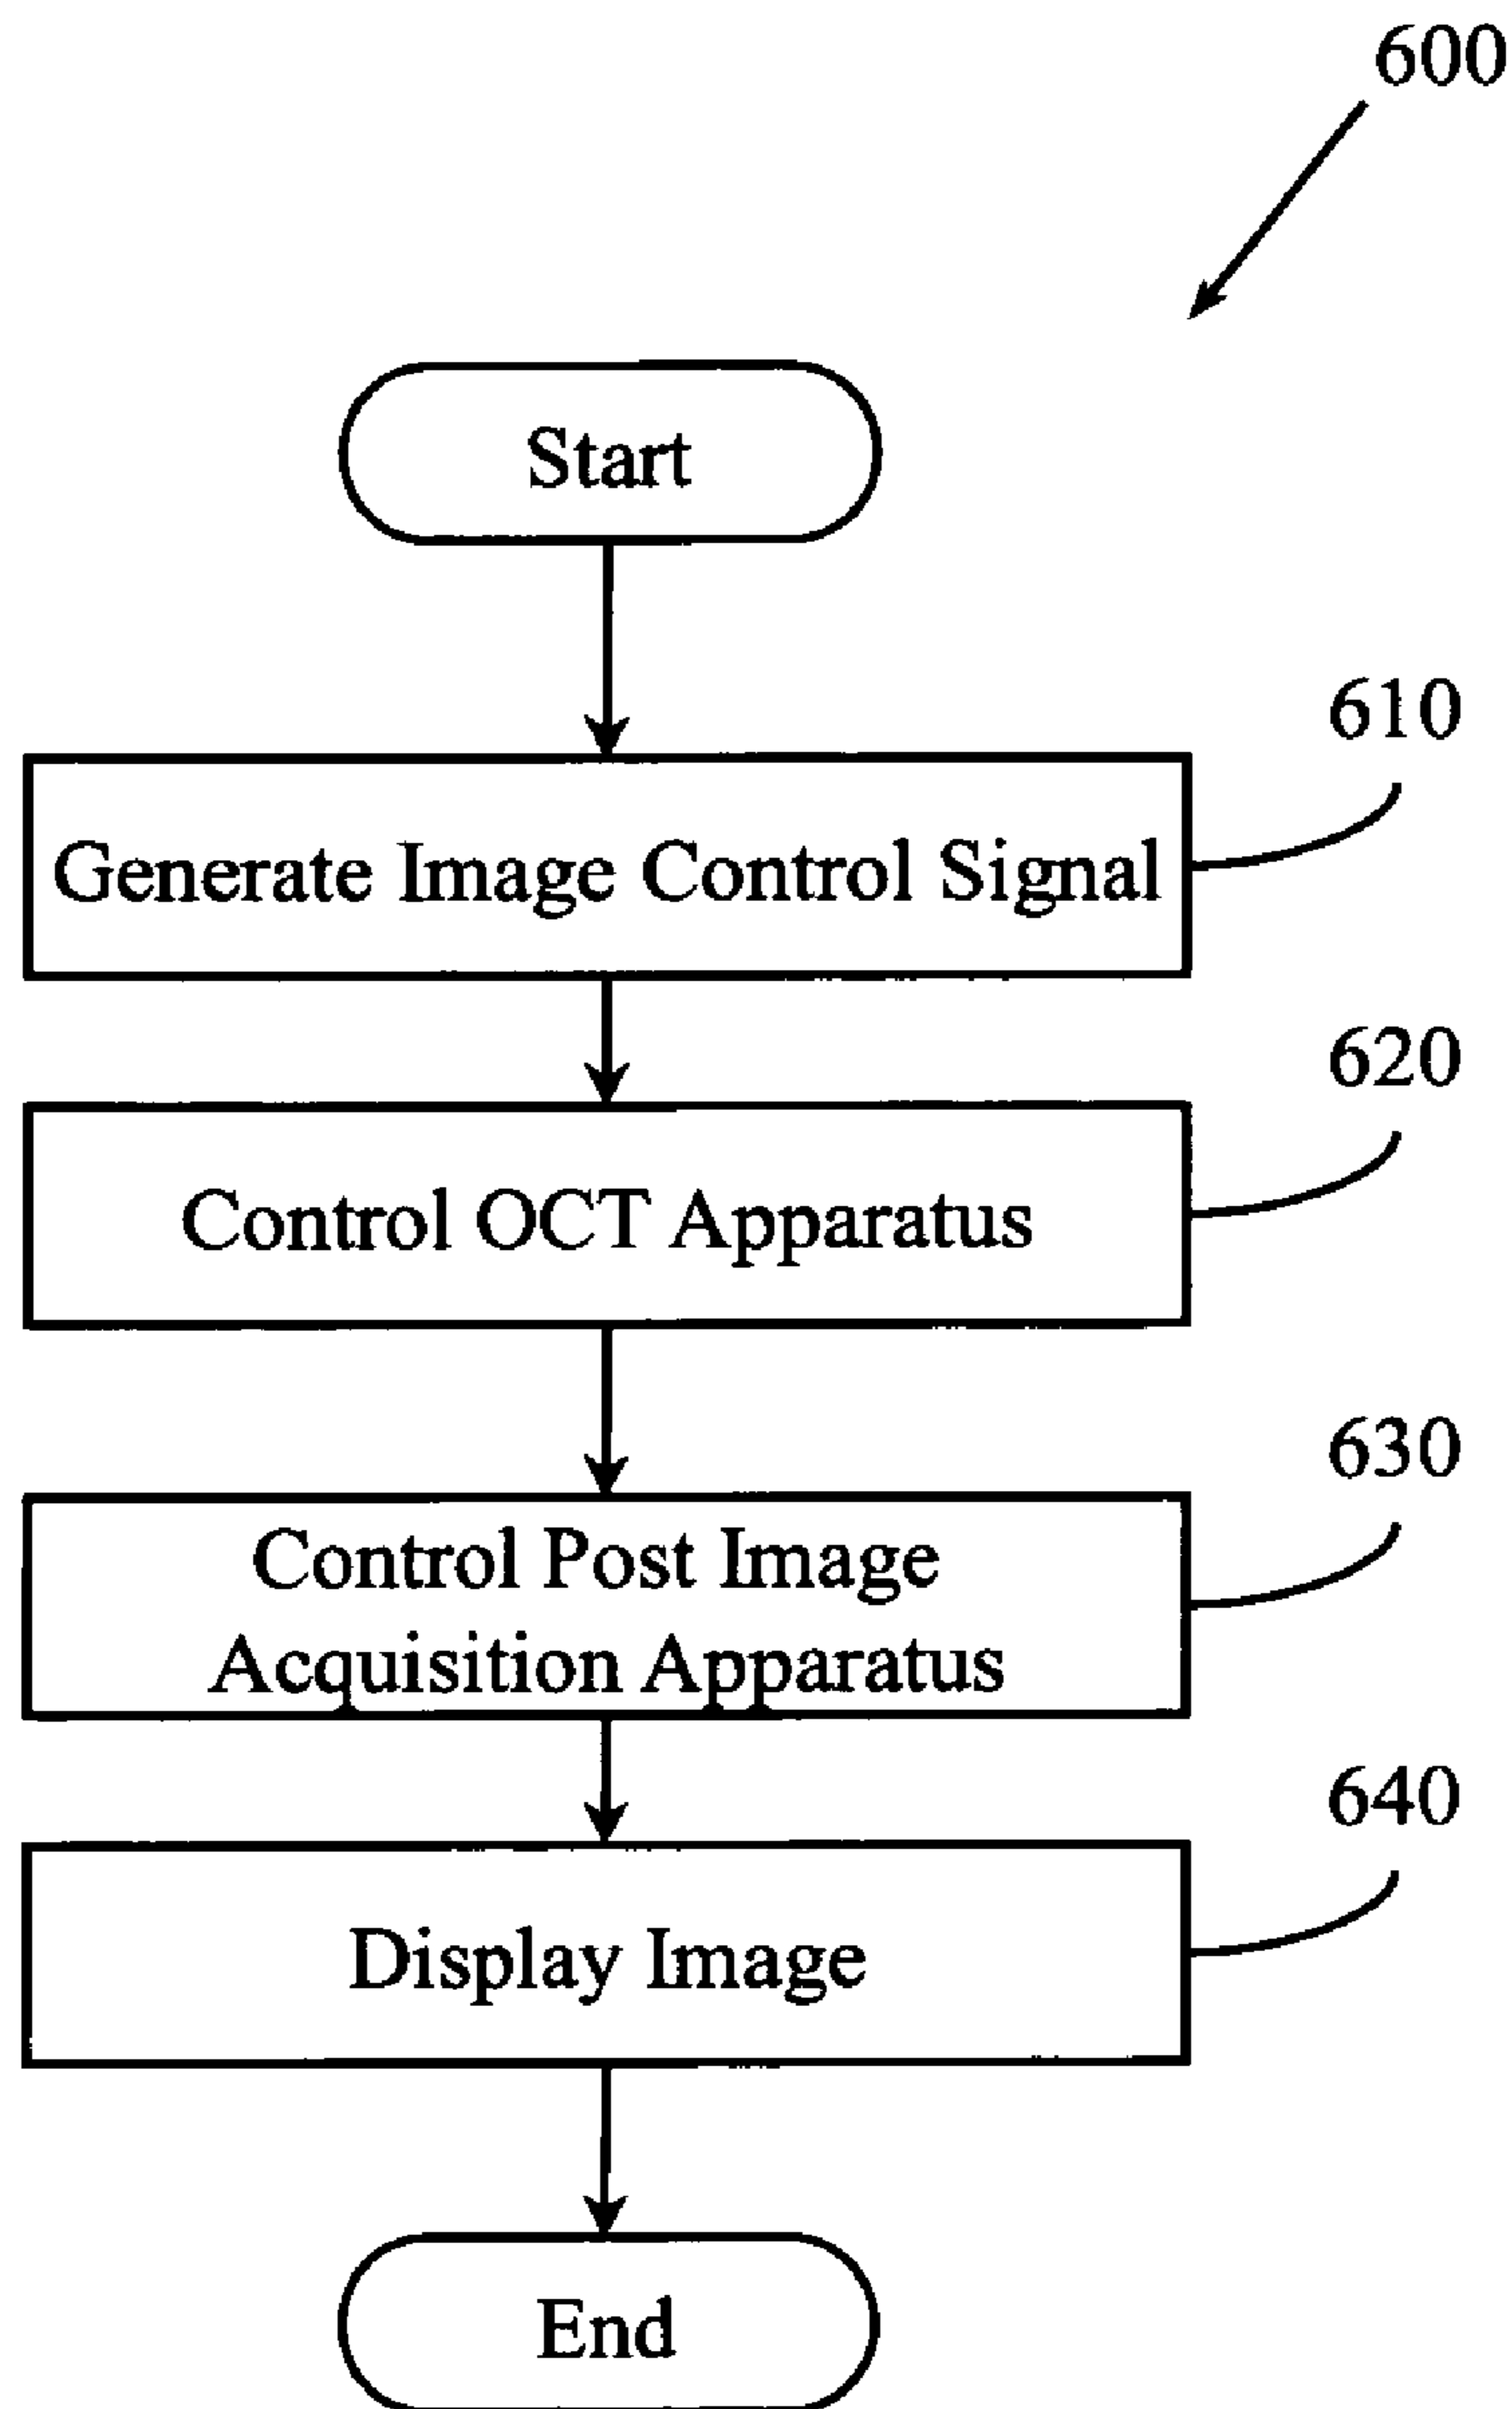 600
Start
610
Generate Image Control Signal
620
Control OCT Apparatus
630
Control Post Image
Acquisition Apparatus
640
Display Image
End